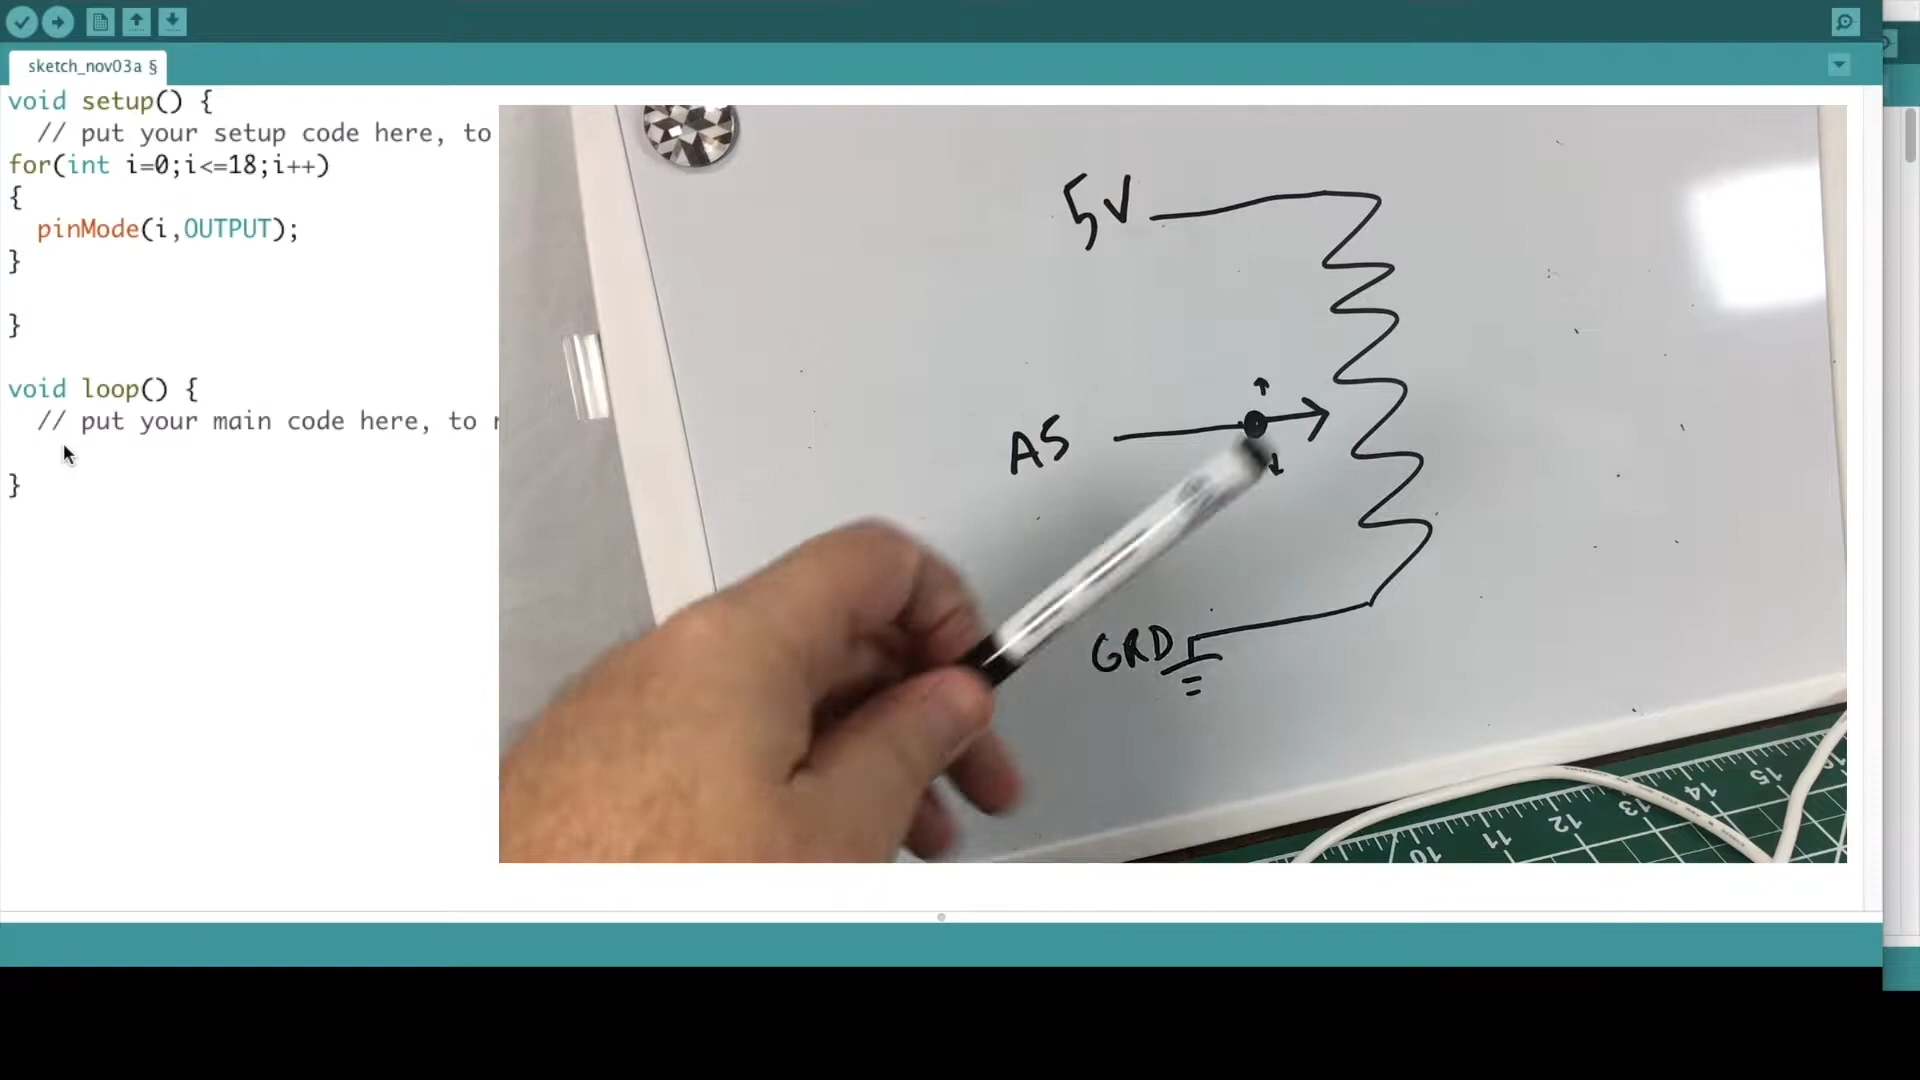 sketch_nov03a §
void setup() {
// put your setup code here, to
for(int i=0;i<=18;i++)
{
pinMode(i,OUTPUT);
}
}
void loop() {
// put your main code here, to r
}
5V
A5
GRD
10
11
12
13
14
15
16